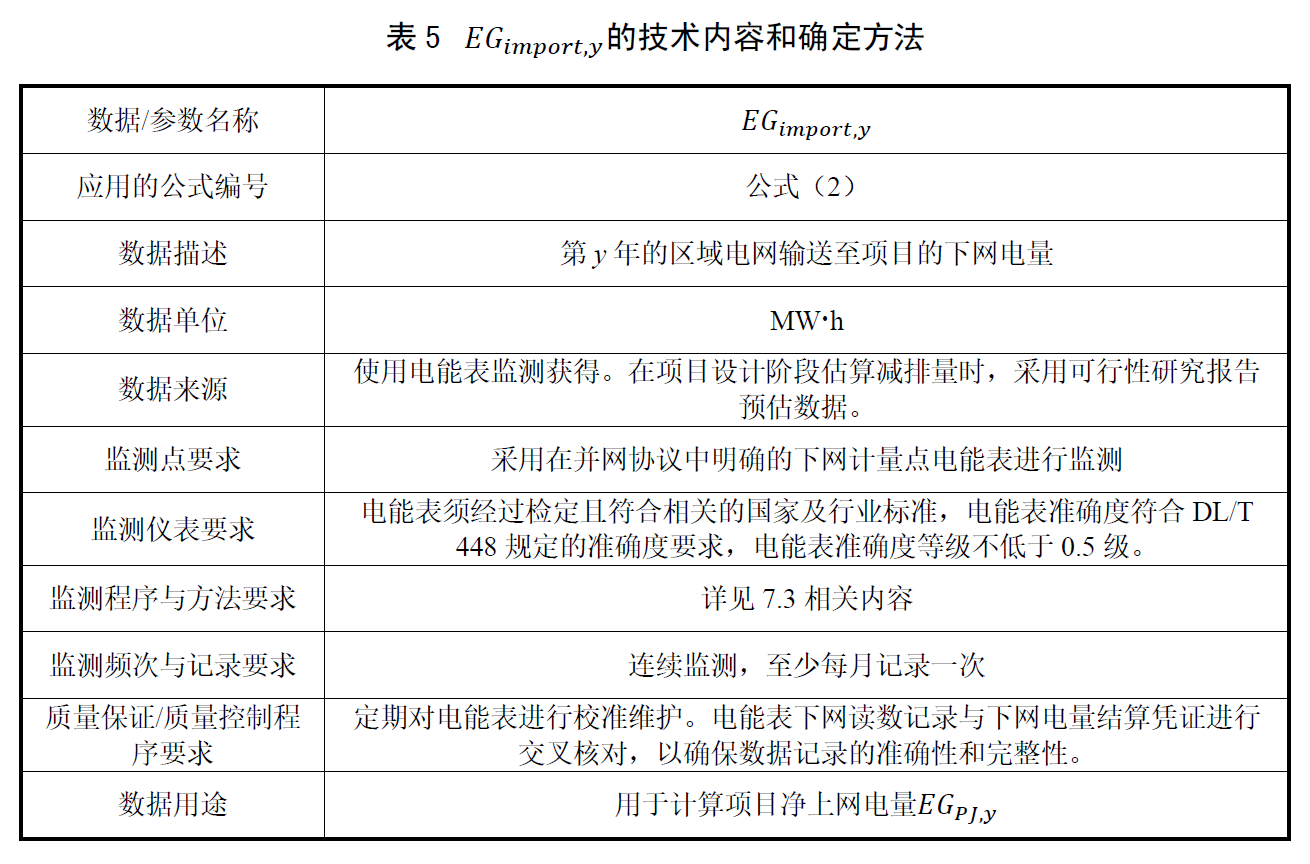 表 5 EGimport,y的技术内容和确定方法
数据/参数名称
EGimport,y
应用的公式编号
公式（2）
数据描述
第 y 年的区域电网输送至项目的下网电量
数据单位
MW·h
数据来源
使用电能表监测获得。在项目设计阶段估算减排量时，采用可行性研究报告
预估数据。
监测点要求
采用在并网协议中明确的下网计量点电能表进行监测
监测仪表要求
电能表须经过检定且符合相关的国家及行业标准，电能表准确度符合 DL/T
448 规定的准确度要求，电能表准确度等级不低于 0.5 级。
监测程序与方法要求
详见 7.3 相关内容
监测频次与记录要求
连续监测，至少每月记录一次
质量保证/质量控制程
序要求
定期对电能表进行校准维护。电能表下网读数记录与下网电量结算凭证进行
交叉核对，以确保数据记录的准确性和完整性。
数据用途
用于计算项目净上网电量EGPJ,y